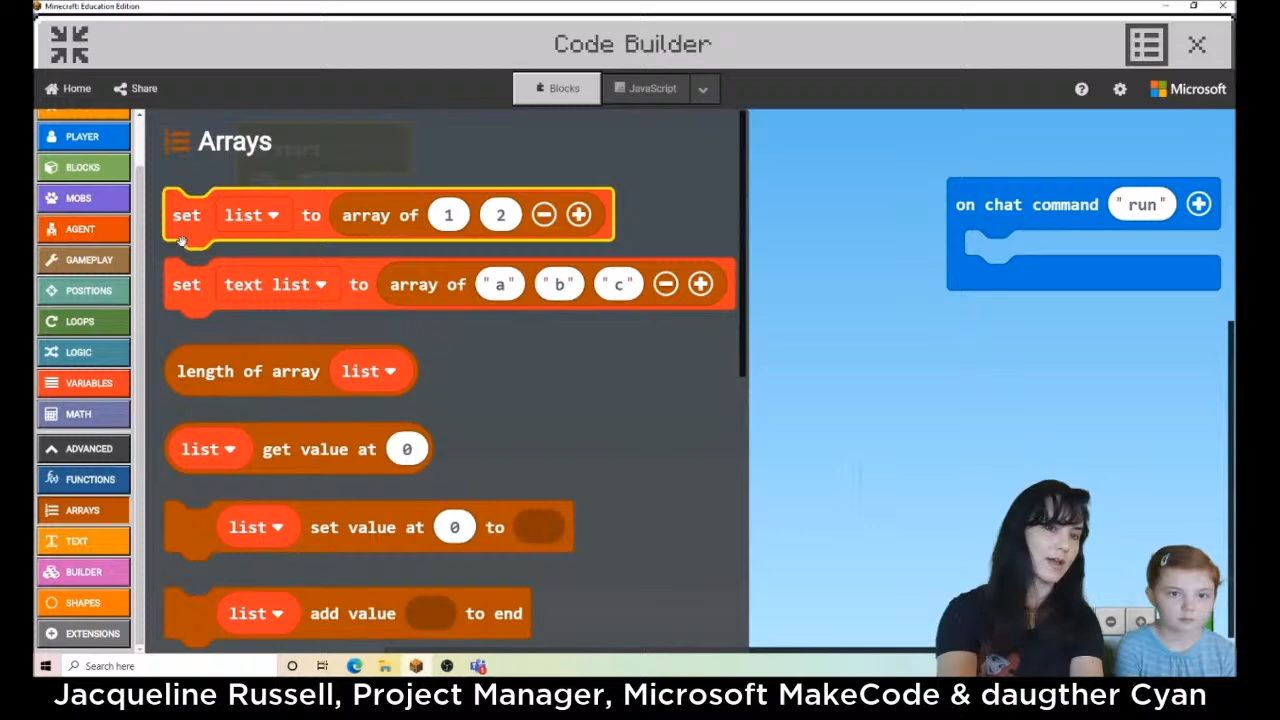 Minecraft: Education Edition
Code Builder
Home Share Blocks JavaScript Microsoft
PLAYER
BLOCKS
MOBS
AGENT
GAMEPLAY
POSITIONS
LOOPS
LOGIC
VARIABLES
MATH
ADVANCED
FUNCTIONS
ARRAYS
TEXT
BUILDER
SHAPES
EXTENSIONS
Arrays
set list to array of 1 2
set text list to array of "a" "b" "c"
length of array list
list get value at 0
list set value at 0 to
list add value to end
on chat command "run"
Search here
Jacqueline Russell, Project Manager, Microsoft MakeCode & daugther Cyan